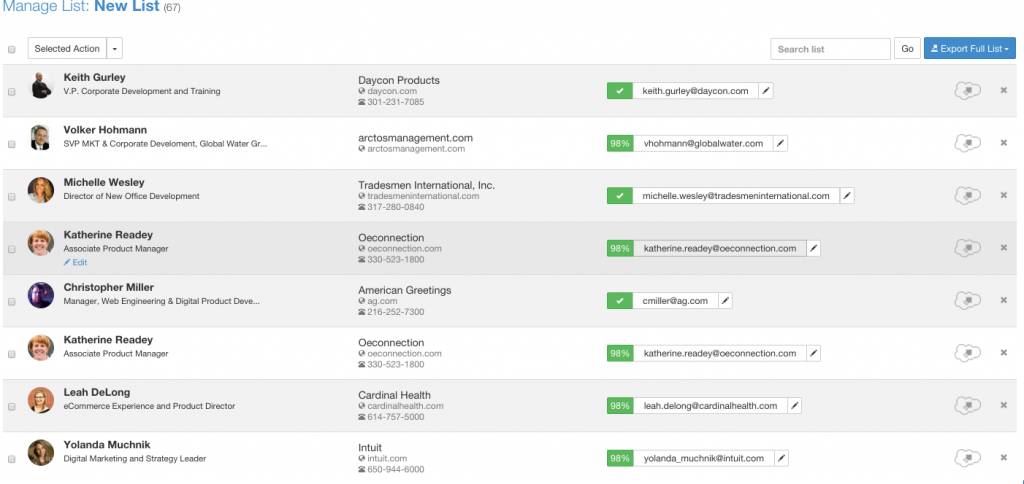 Manage List: New List (67)
Selected Action
Search list
Go
Export Full List
Keith Gurley
V.P. Corporate Development and Training
Daycon Products
daycon.com
301-231-7085
keith.gurley@daycon.com
Volker Hohmann
SVP MKT & Corporate Develoment, Global Water Gr...
arctosmanagement.com
arctosmanagement.com
98%
vhohmann@globalwater.com
Michelle Wesley
Director of New Office Development
Tradesmen International, Inc.
tradesmeninternational.com
317-280-0840
michelle.wesley@tradesmeninternational.com
Katherine Readey
Associate Product Manager
Edit
Oeconnection
oeconnection.com
330-523-1800
98%
katherine.readey@oeconnection.com
Christopher Miller
Manager, Web Engineering & Digital Product Deve...
American Greetings
ag.com
216-252-7300
cmiller@ag.com
Katherine Readey
Associate Product Manager
Oeconnection
oeconnection.com
330-523-1800
98%
katherine.readey@oeconnection.com
Leah DeLong
eCommerce Experience and Product Director
Cardinal Health
cardinalhealth.com
614-757-5000
98%
leah.delong@cardinalhealth.com
Yolanda Muchnik
Digital Marketing and Strategy Leader
Intuit
intuit.com
650-944-6000
98%
yolanda_muchnik@intuit.com